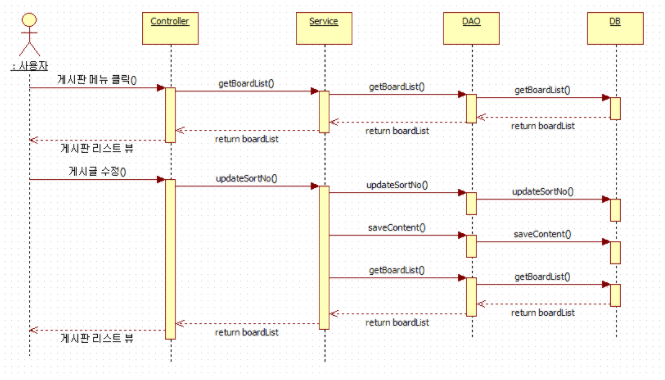 Controller
Service
DAO
DB
: 사용자
게시판 메뉴 클릭()
getBoardList()
getBoardList()
getBoardList()
return boardList
return boardList
return boardList
게시판 리스트 뷰
게시글 수정()
updateSortNo()
updateSortNo()
updateSortNo()
saveContent()
saveContent()
getBoardList()
getBoardList()
return boardList
return boardList
return boardList
게시판 리스트 뷰